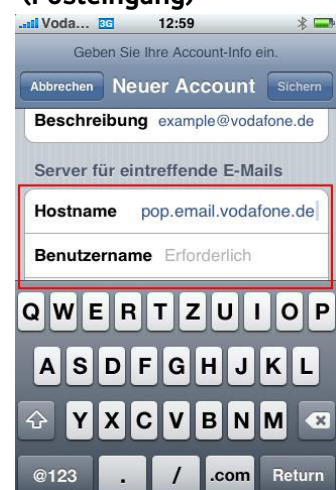 (Posteingang)
Voda... 3G 12:59
Geben Sie Ihre Account-Info ein.
Abbrechen Neuer Account Sichern
Beschreibung example@vodafone.de
Server für eintreffende E-Mails
Hostname pop.email.vodafone.de
Benutzername Erforderlich
Q W E R T Z U I O P
A S D F G H J K L
Y X C V B N M
@123 . / .com Return